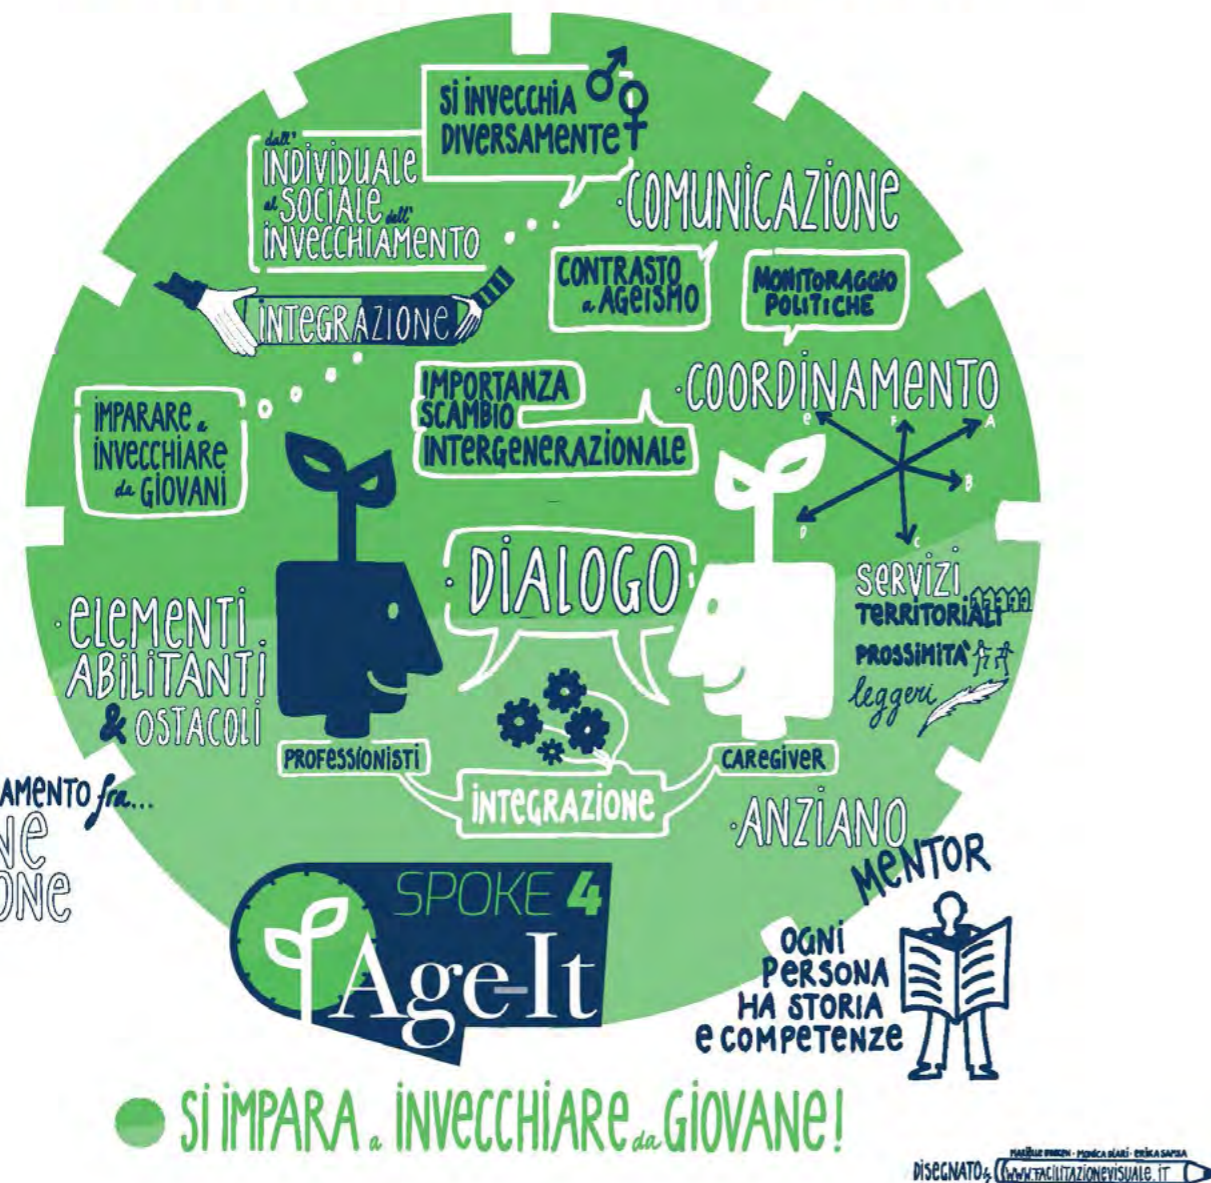 SI INVECCHIA
DIVERSAMENTE
dall'
INDIVIDUALE
al SOCIALE dell'
INVECCHIAMENTO
·COMUNICAZIONE
CONTRASTO
a AGEISMO
MONITORAGGIO
POLITICHE
INTEGRAZIONE
·COORDINAMENTO
E
F
A
B
D
C
IMPORTANZA
SCAMBIO
INTERGENERAZIONALE
IMPARARE a
INVECCHIARE
da GIOVANI
·DIALOGO
SERVIZI
TERRITORIALI
PROSSIMITÀ
leggeri
·ELEMENTI
ABILITANTI
& OSTACOLI
PROFESSIONISTI
CAREGIVER
INTEGRAZIONE
·ANZIANO
MENTOR
AMENTO fra...
NE
ONE
SPOKE 4
Age-It
OGNI
PERSONA
HA STORIA
e COMPETENZE
SI IMPARA a INVECCHIARE da GIOVANE!
DISEGNATO
WWW.FACILITAZIONEVISUALE.IT